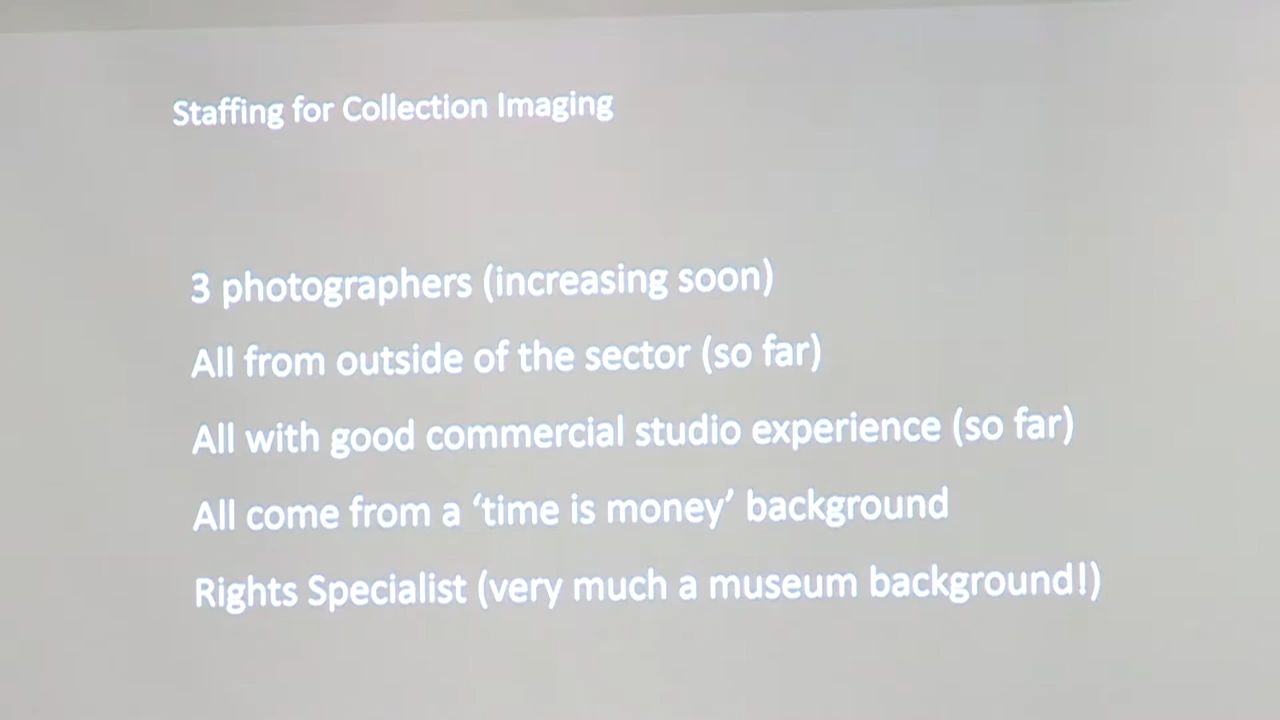 Staffing for Collection Imaging
3 photographers (increasing soon)
All from outside of the sector (so far)
All with good commercial studio experience (so far)
All come from a ‘time is money’ background
Rights Specialist (very much a museum background!)